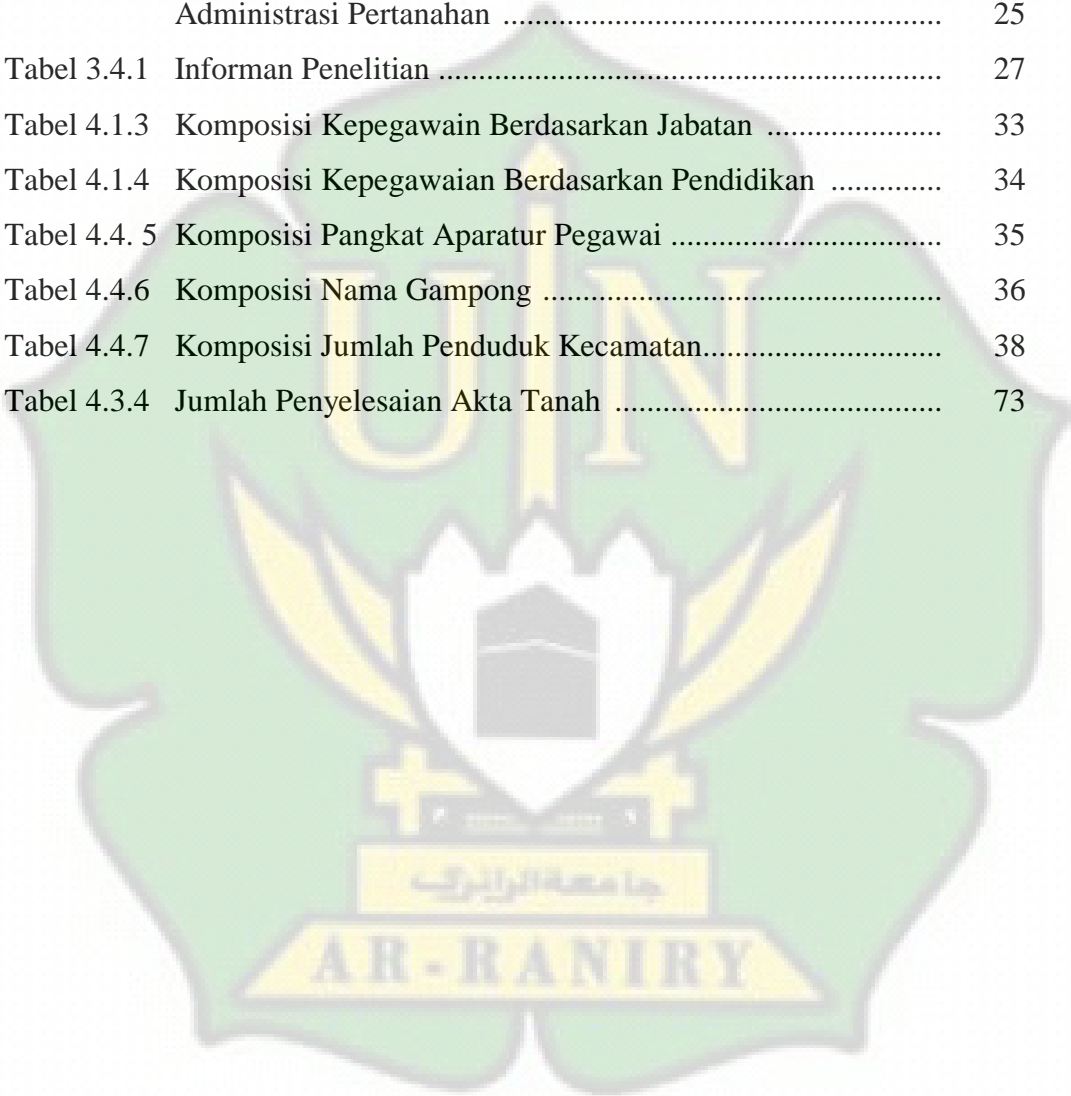 Administrasi Pertanahan ................................................ 25
Tabel 3.4.1 Informan Penelitian ....................................................... 27
Tabel 4.1.3 Komposisi Kepegawain Berdasarkan Jabatan ................... 33
Tabel 4.1.4 Komposisi Kepegawaian Berdasarkan Pendidikan ............ 34
Tabel 4.4. 5 Komposisi Pangkat Aparatur Pegawai ............................. 35
Tabel 4.4.6 Komposisi Nama Gampong ........................................... 36
Tabel 4.4.7 Komposisi Jumlah Penduduk Kecamatan.......................... 38
Tabel 4.3.4 Jumlah Penyelesaian Akta Tanah .................................... 73
UIN
جامعة الرانري
AR-RANIRY